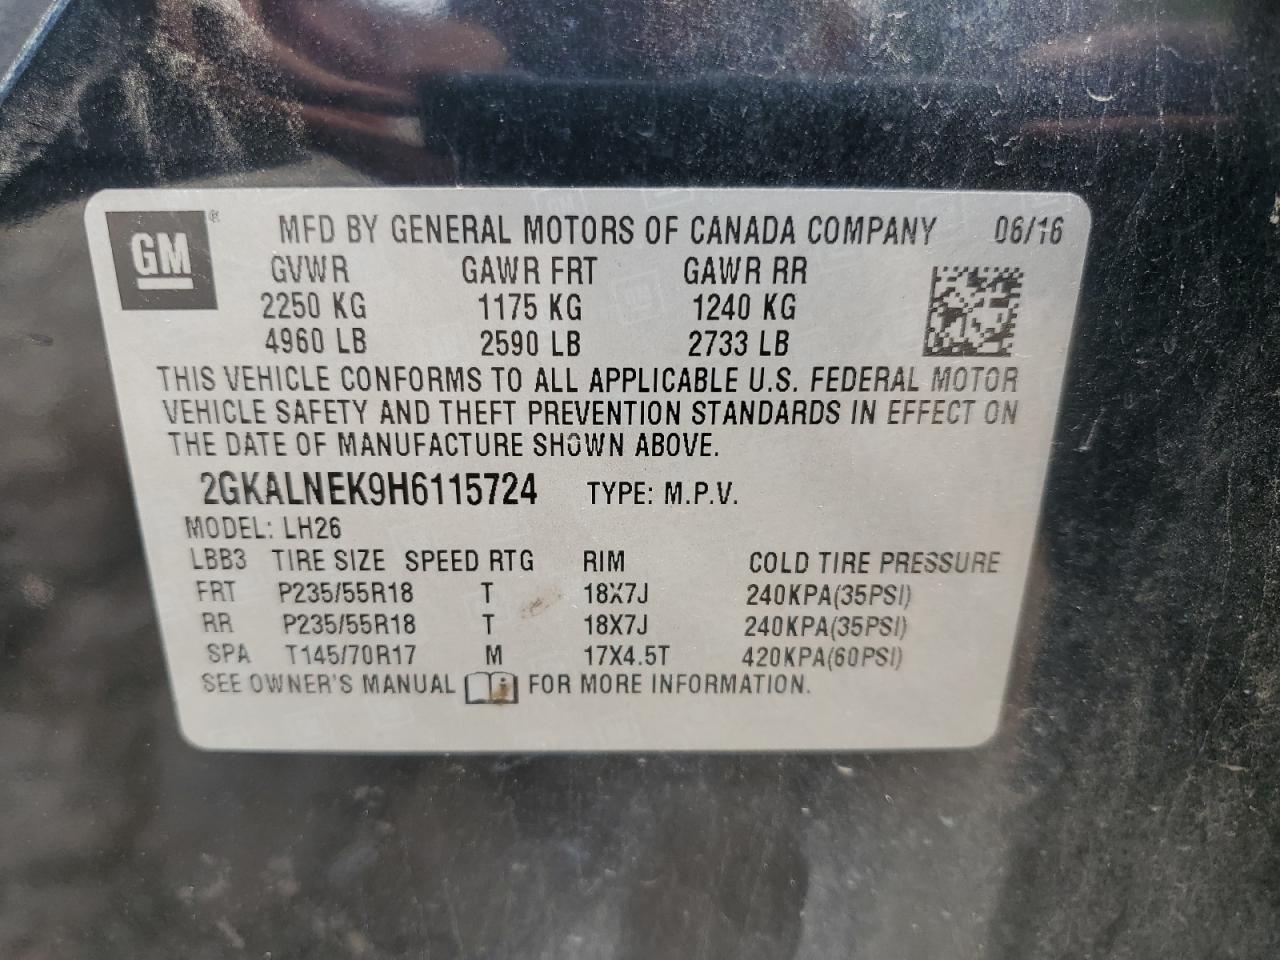 GM ®
MFD BY GENERAL MOTORS OF CANADA COMPANY 06/16
GVWR GAWR FRT GAWR RR
2250 KG 1175 KG 1240 KG
4960 LB 2590 LB 2733 LB
THIS VEHICLE CONFORMS TO ALL APPLICABLE U.S. FEDERAL MOTOR
VEHICLE SAFETY AND THEFT PREVENTION STANDARDS IN EFFECT ON
THE DATE OF MANUFACTURE SHOWN ABOVE.
2GKALNEK9H6115724 TYPE: M.P.V.
MODEL: LH26
LBB3 TIRE SIZE SPEED RTG RIM COLD TIRE PRESSURE
FRT P235/55R18 T 18X7J 240KPA(35PSI)
RR P235/55R18 T 18X7J 240KPA(35PSI)
SPA T145/70R17 M 17X4.5T 420KPA(60PSI)
SEE OWNER'S MANUAL i FOR MORE INFORMATION.